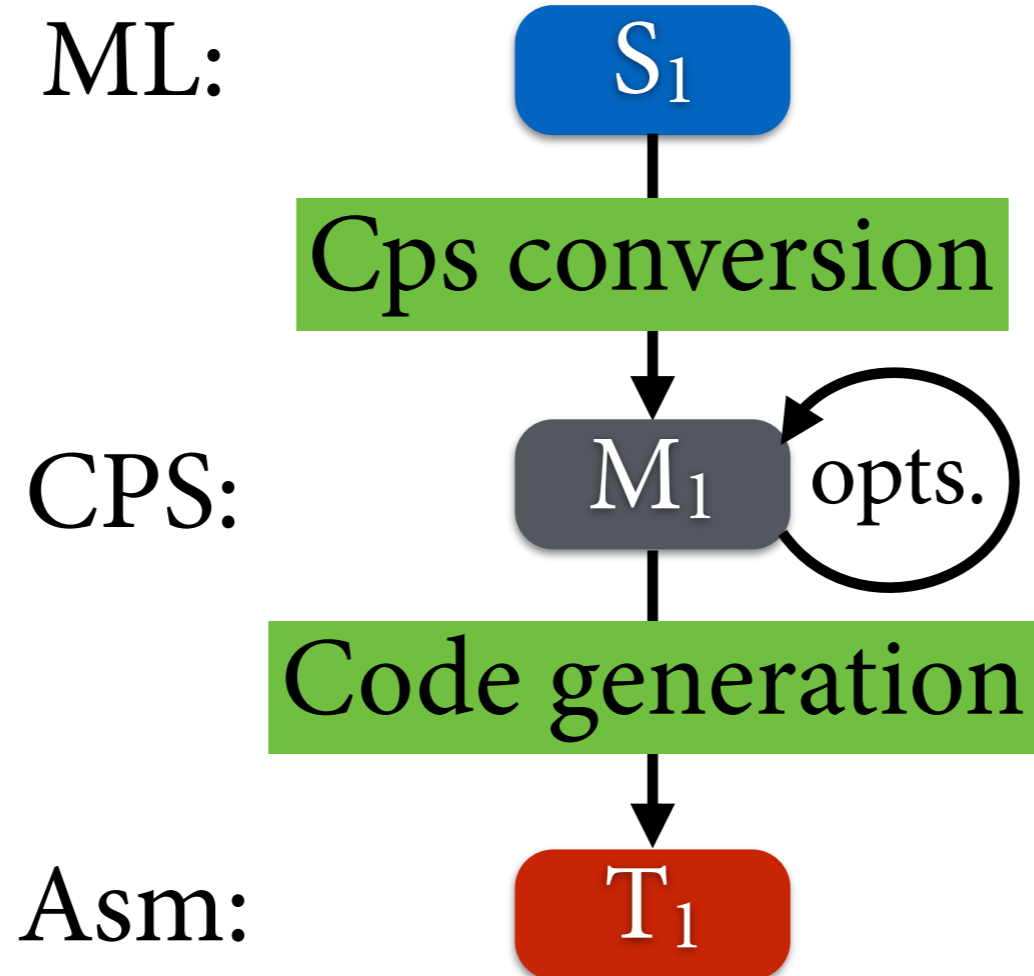 ML:
S₁
Cps conversion
CPS:
M₁
opts.
Code generation
Asm:
T₁